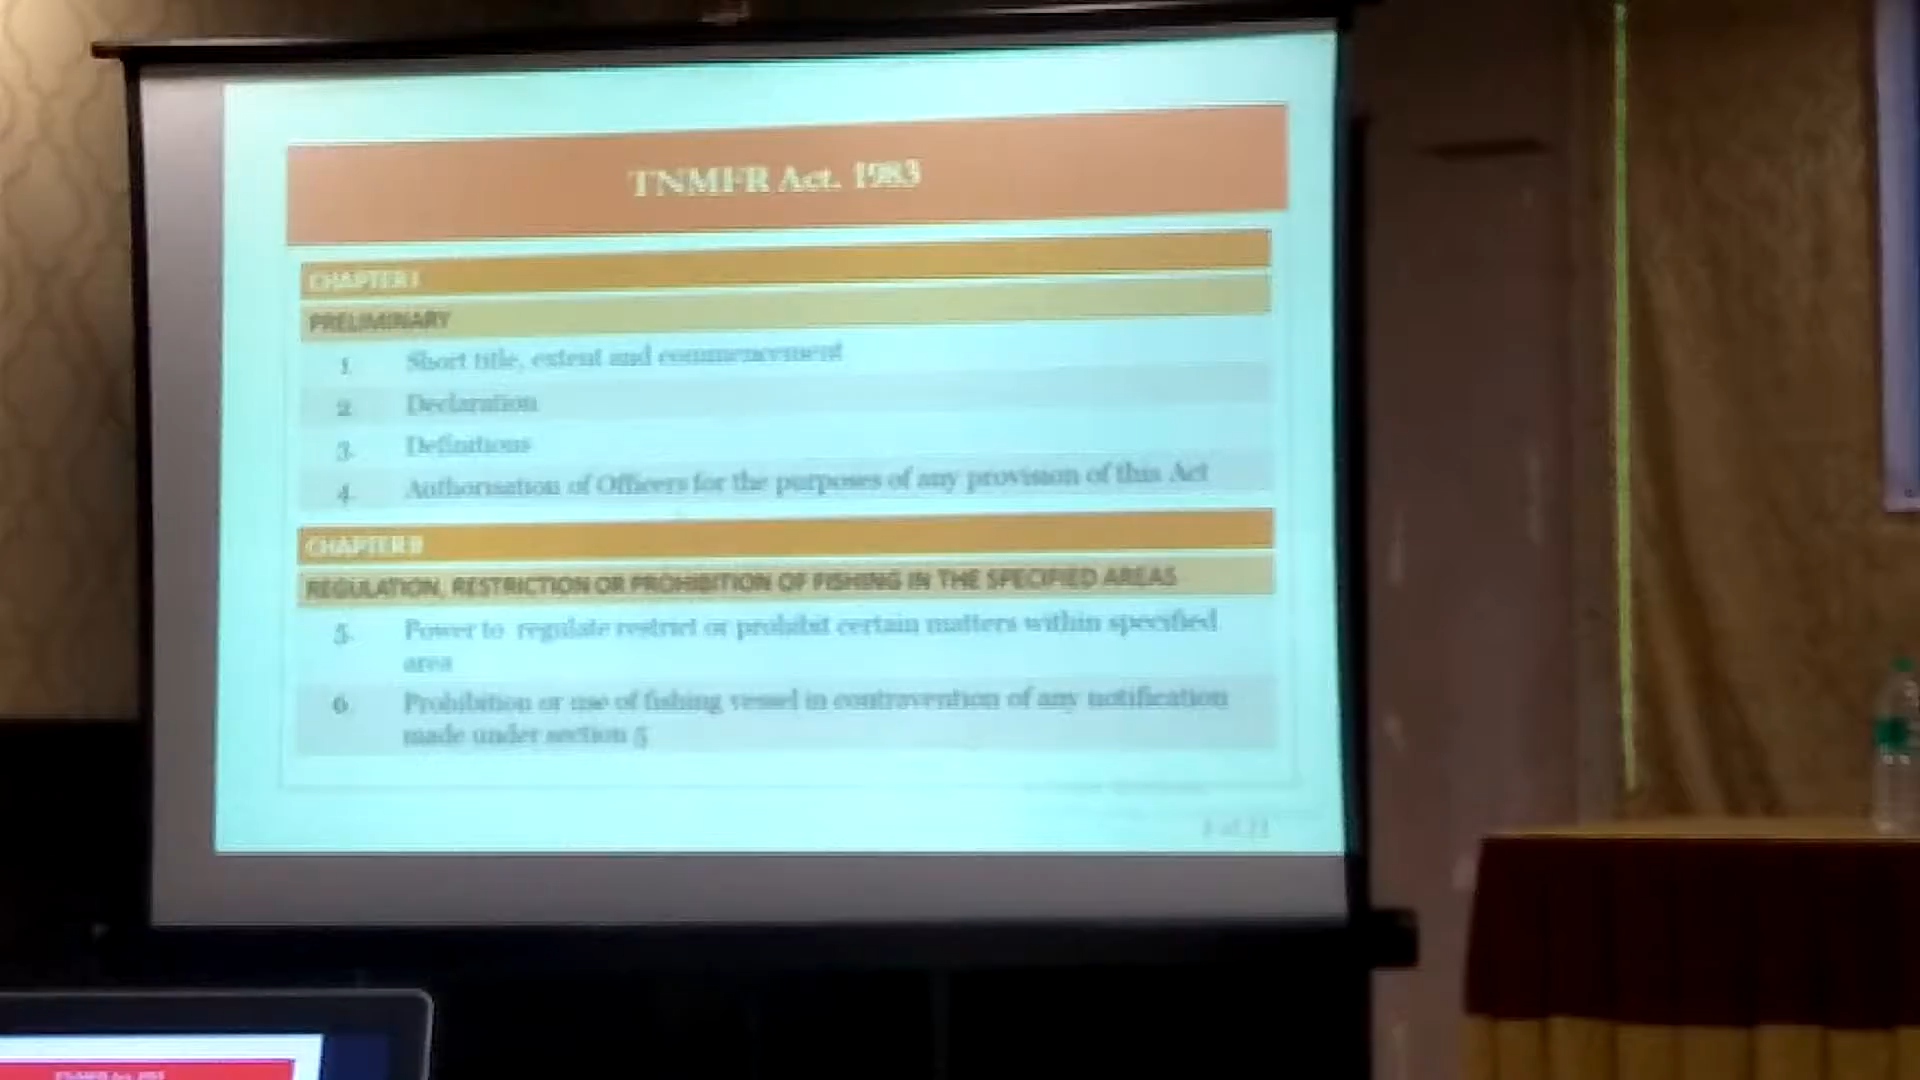 TNMFR Act. 1983
CHAPTER I
PRELIMINARY
1. Short title, extent and commencement
2. Declaration
3. Definitions
4. Authorisation of Officers for the purposes of any provision of this Act
CHAPTER II
REGULATION, RESTRICTION OR PROHIBITION OF FISHING IN THE SPECIFIED AREAS
5. Power to regulate restrict or prohibit certain matters within specified
area
6. Prohibition or use of fishing vessel in contravention of any notification
made under section 5
TNMFR Act. 1983